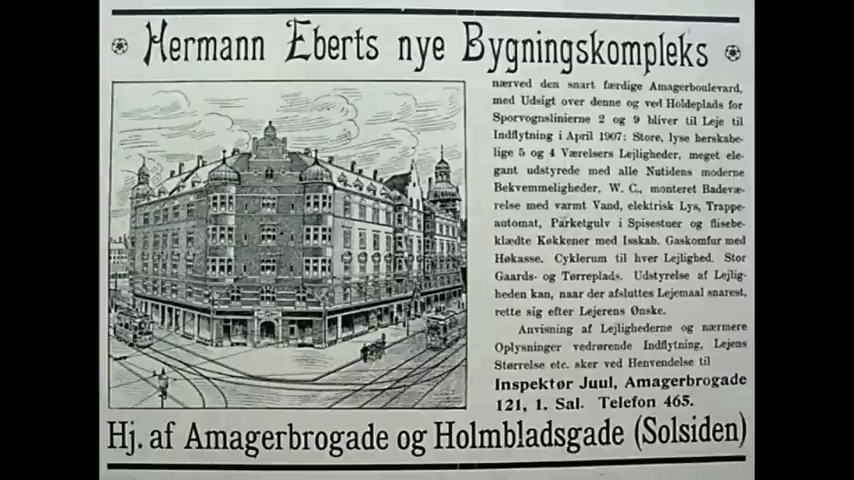 Hermann Eberts nye Bygningskompleks
nærved den snart færdige Amagerboulevard,
med Udsigt over denne og ved Holdeplads for
Sporvognslinierne 2 og 9 bliver til Leje til
Indflytning i April 1907: Store, lyse herskabe-
lige 5 og 4 Værelsers Lejligheder, meget ele-
gant udstyrede med alle Nutidens moderne
Bekvemmeligheder, W. C., monteret Badevæ-
relse med varmt Vand, elektrisk Lys, Trappe-
automat, Parketgulv i Spisestuer og flisebe-
klædte Køkkener med Isskab. Gaskomfur med
Høkasse. Cyklerum til hver Lejlighed. Stor
Gaards- og Tørreplads. Udstyrelse af Lejlig-
heden kan, naar der afsluttes Lejemaal snarest,
rette sig efter Lejerens Ønske.
Anvisning af Lejlighederne og nærmere
Oplysninger vedrørende Indflytning, Lejens
Størrelse etc. sker ved Henvendelse til
Inspektør Juul, Amagerbrogade
121, 1. Sal. Telefon 465.
Hj. af Amagerbrogade og Holmbladsgade (Solsiden)